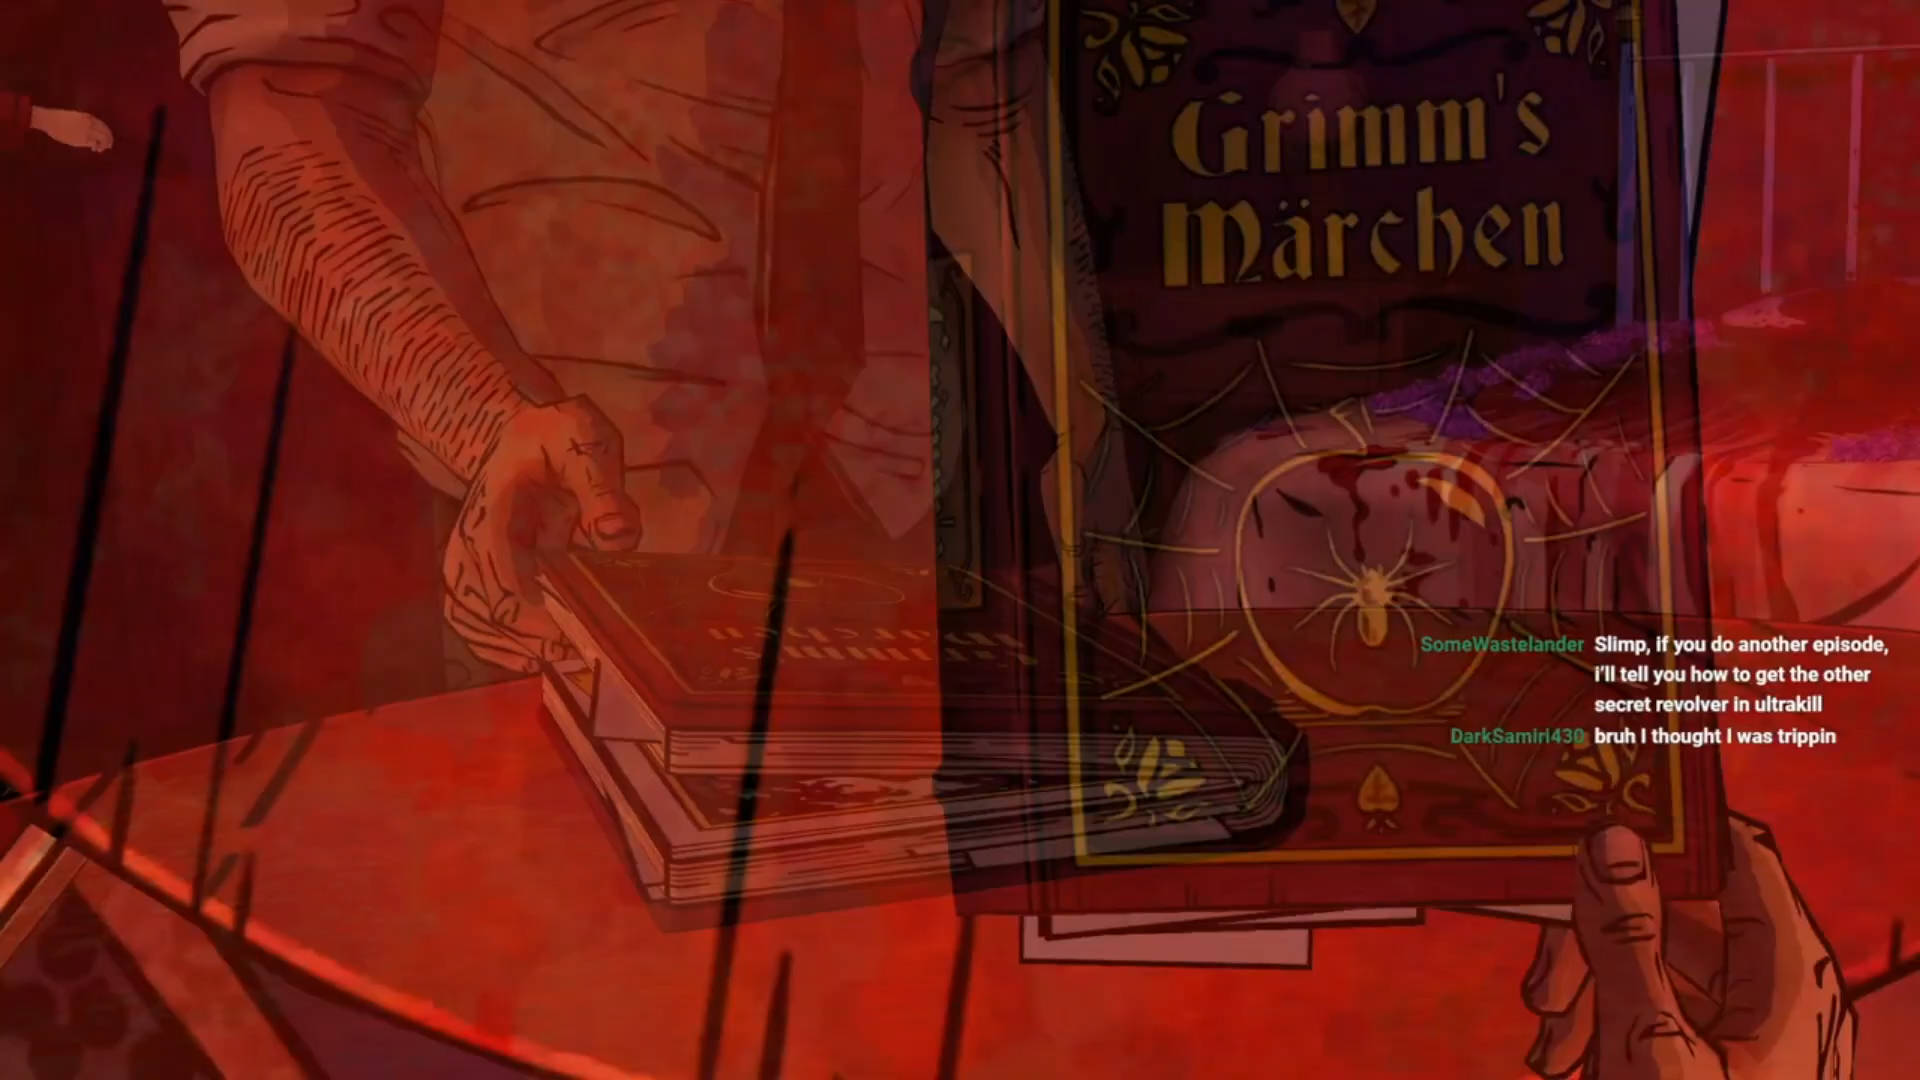 Grimm's
Märchen
SomeWastelander Slimp, if you do another episode,
i'll tell you how to get the other
secret revolver in ultrakill
DarkSamirI430 bruh I thought I was trippin